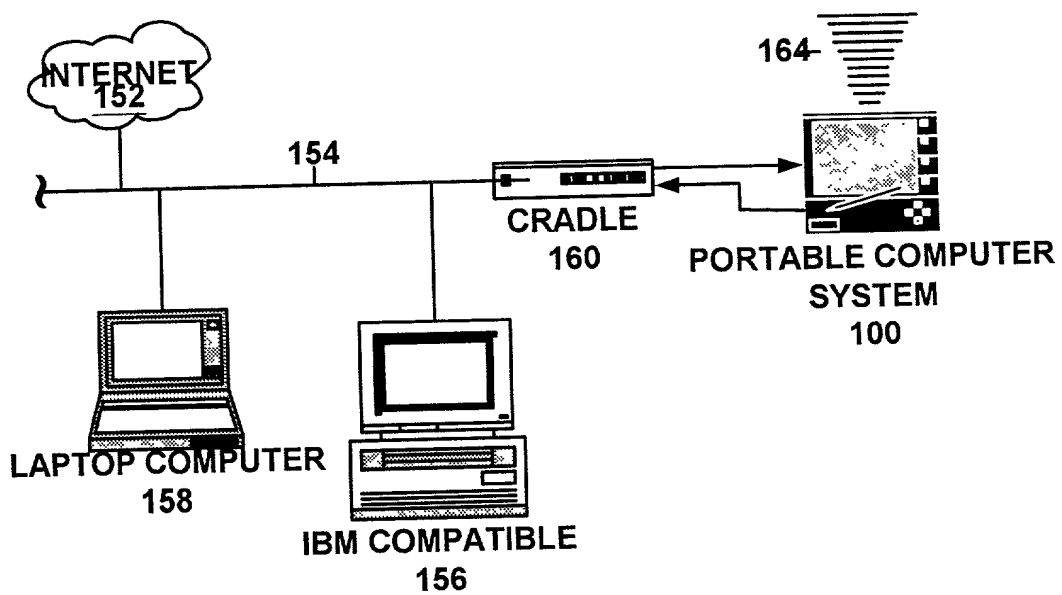 INTERNET
152
164
154
CRADLE
160
PORTABLE COMPUTER
SYSTEM
100
LAPTOP COMPUTER
158
IBM COMPATIBLE
156